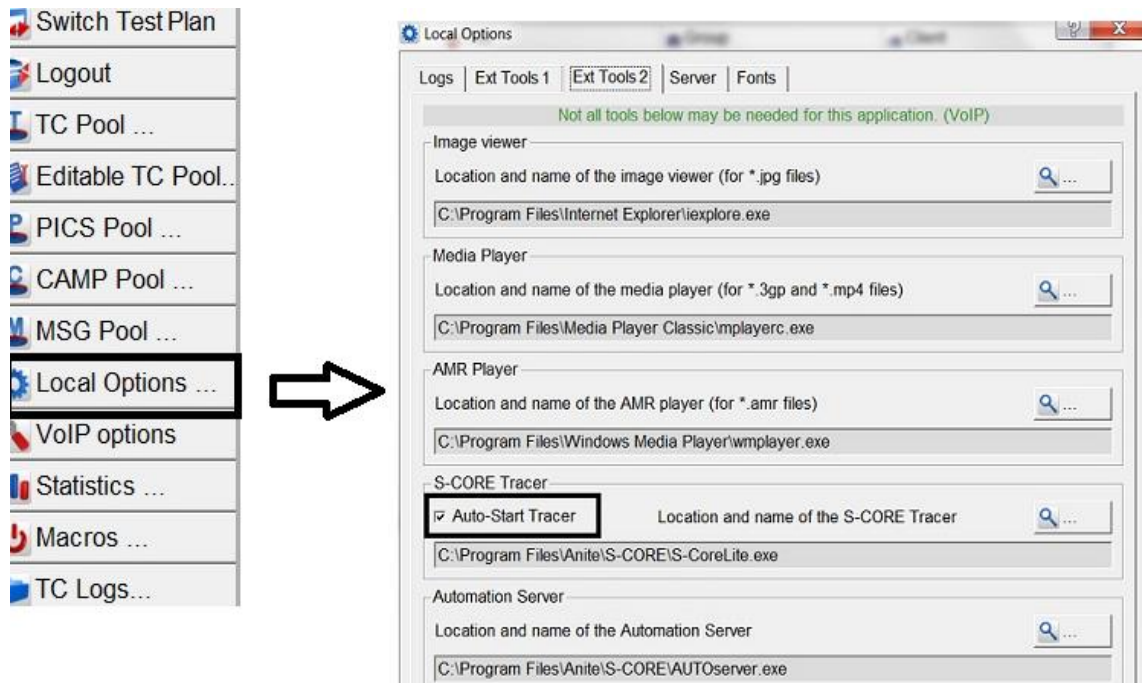 Switch Test Plan
Logout
TC Pool ...
Editable TC Pool..
PICS Pool ...
CAMP Pool ...
MSG Pool ...
Local Options ...
VoIP options
Statistics ...
Macros ...
TC Logs...
Local Options
Group
Client
? X
Logs Ext Tools 1 Ext Tools 2 Server Fonts
Not all tools below may be needed for this application. (VoIP)
Image viewer
Location and name of the image viewer (for *.jpg files) ...
C:\Program Files\Internet Explorer\iexplore.exe
Media Player
Location and name of the media player (for *.3gp and *.mp4 files) ...
C:\Program Files\Media Player Classic\mplayerc.exe
AMR Player
Location and name of the AMR player (for *.amr files) ...
C:\Program Files\Windows Media Player\wmplayer.exe
S-CORE Tracer
Auto-Start Tracer Location and name of the S-CORE Tracer ...
C:\Program Files\Anite\S-CORE\S-CoreLite.exe
Automation Server
Location and name of the Automation Server ...
C:\Program Files\Anite\S-CORE\AUTOserver.exe